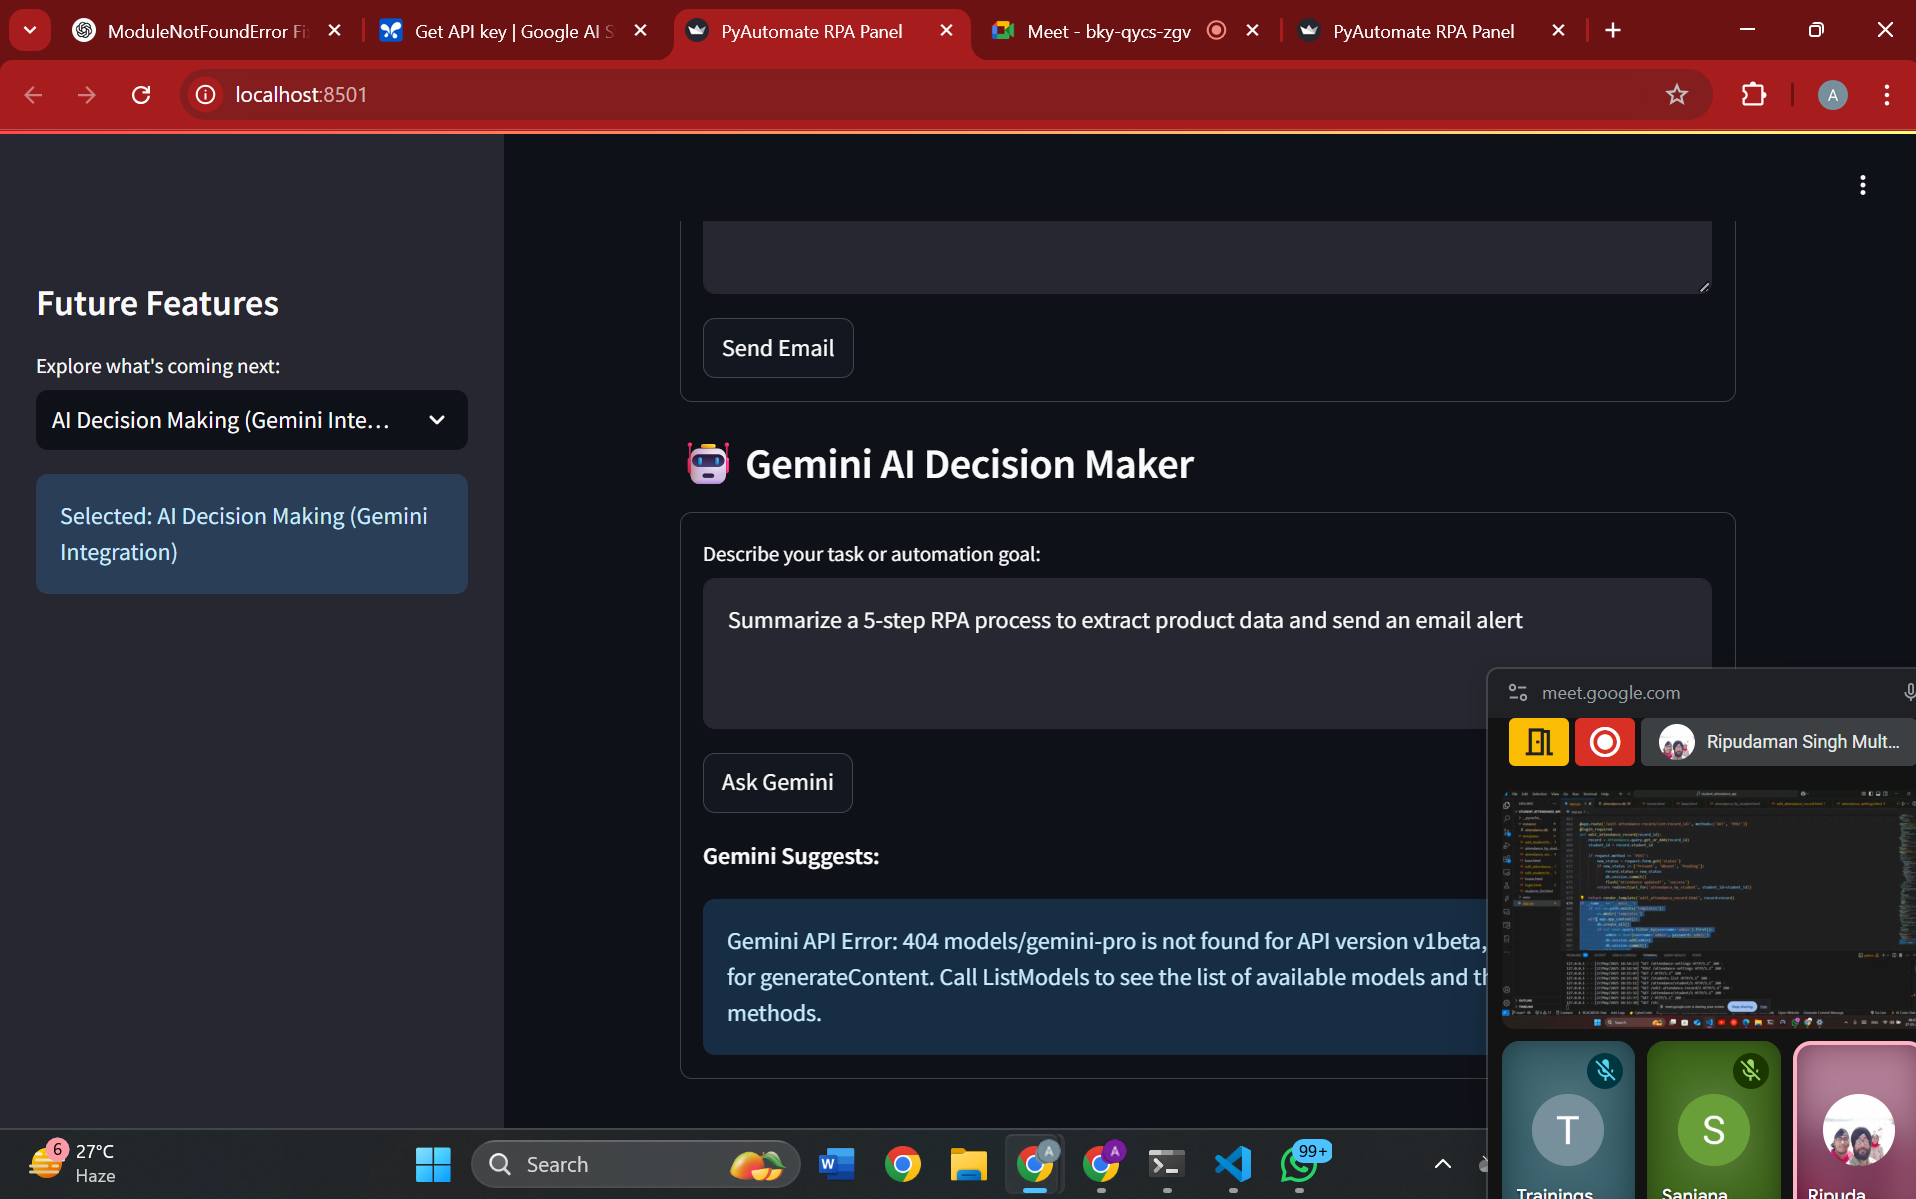 ModuleNotFoundError Fi
Get API key | Google AI S
PyAutomate RPA Panel
Meet - bky-qycs-zgv
PyAutomate RPA Panel
localhost:8501
A
Future Features
Explore what's coming next:
AI Decision Making (Gemini Inte...
Selected: AI Decision Making (Gemini
Integration)
Send Email
Gemini AI Decision Maker
Describe your task or automation goal:
Summarize a 5-step RPA process to extract product data and send an email alert
Ask Gemini
Gemini Suggests:
Gemini API Error: 404 models/gemini-pro is not found for API version v1beta,
for generateContent. Call ListModels to see the list of available models and th
methods.
meet.google.com
Ripudaman Singh Mult...
T
S
Trainings
Sanjana
Ripuda
6
27°C
Haze
Search
W
A
A
99+